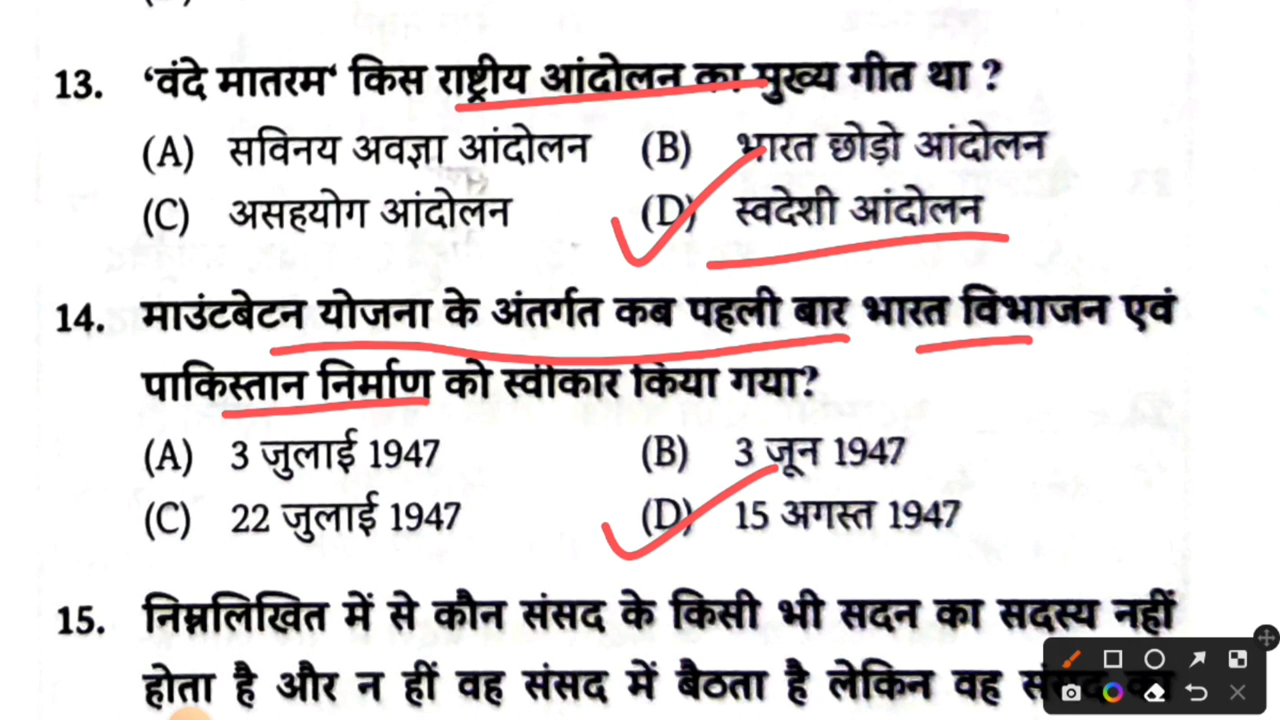 13. ‘वंदे मातरम‘ किस राष्ट्रीय आंदोलन का मुख्य गीत था ?
(A) सविनय अवज्ञा आंदोलन (B) भारत छोड़ो आंदोलन
(C) असहयोग आंदोलन (D) स्वदेशी आंदोलन
14. माउंटबेटन योजना के अंतर्गत कब पहली बार भारत विभाजन एवं
पाकिस्तान निर्माण को स्वीकार किया गया?
(A) 3 जुलाई 1947 (B) 3 जून 1947
(C) 22 जुलाई 1947 (D) 15 अगस्त 1947
15. निम्नलिखित में से कौन संसद के किसी भी सदन का सदस्य नहीं
होता है और न हीं वह संसद में बैठता है लेकिन वह